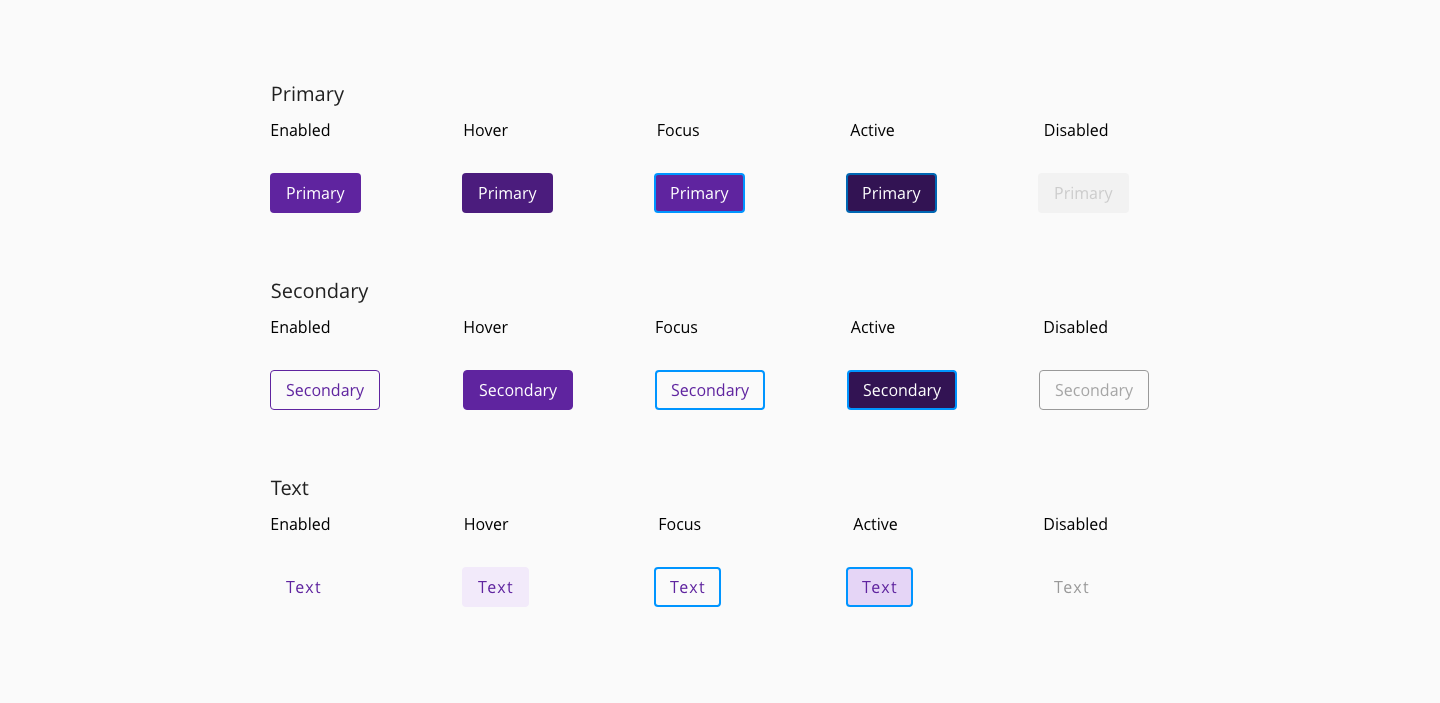 Primary
Enabled Hover Focus Active Disabled
Primary Primary Primary Primary Primary
Secondary
Enabled Hover Focus Active Disabled
Secondary Secondary Secondary Secondary Secondary
Text
Enabled Hover Focus Active Disabled
Text Text Text Text Text